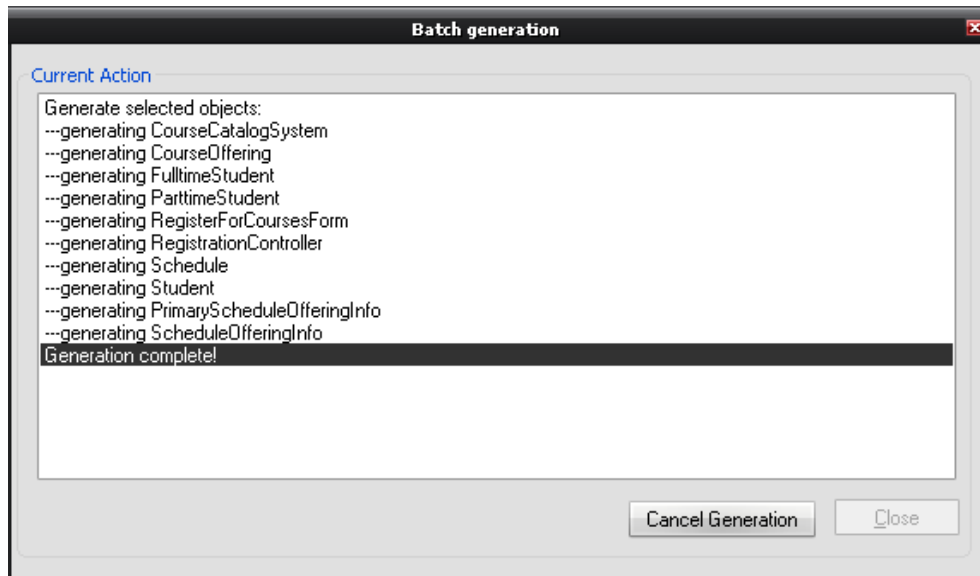 Batch generation
Current Action
Generate selected objects:
---generating CourseCatalogSystem
---generating CourseOffering
---generating FulltimeStudent
---generating ParttimeStudent
---generating RegisterForCoursesForm
---generating RegistrationController
---generating Schedule
---generating Student
---generating PrimaryScheduleOfferingInfo
---generating ScheduleOfferingInfo
Generation complete!
Cancel Generation
Close